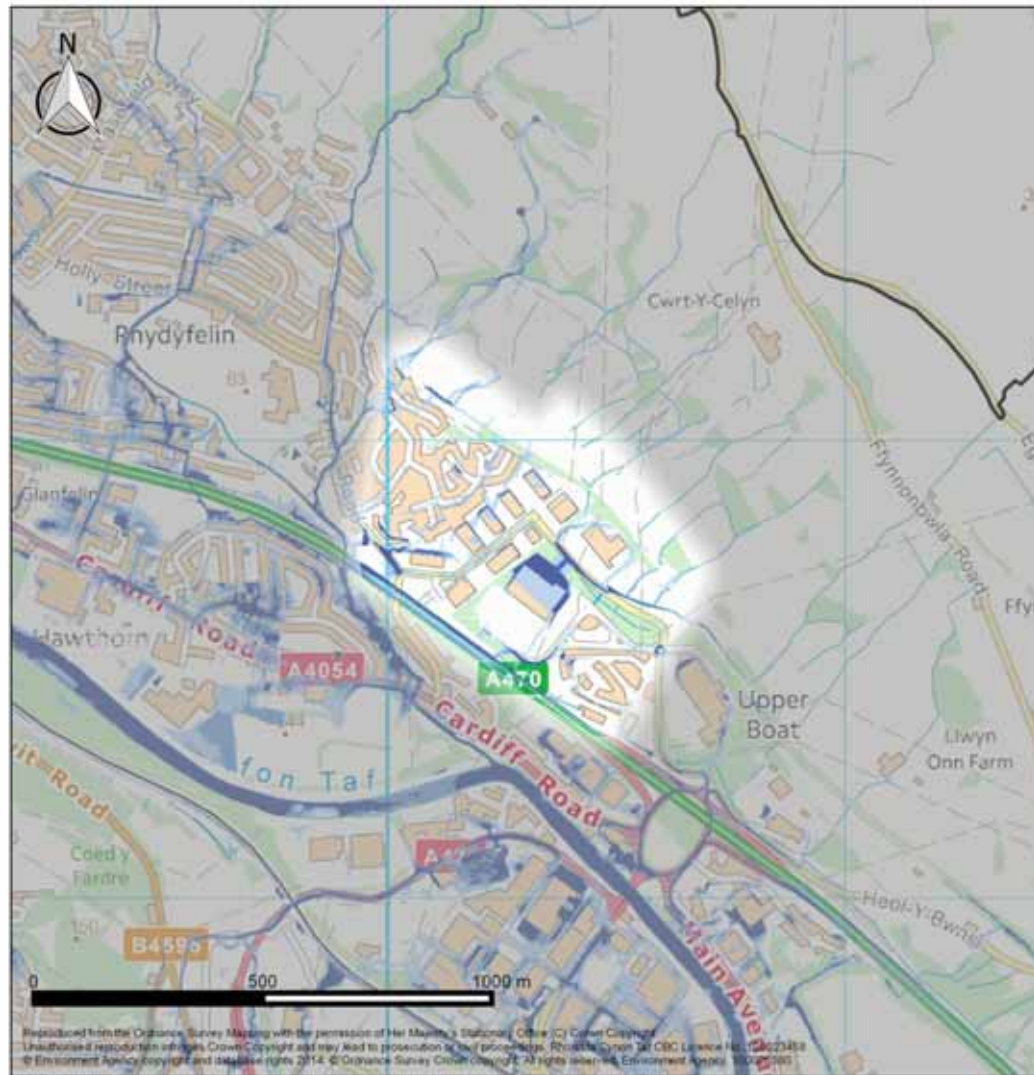 N
Holly Street
Rhydyfelin
83
Cwrt-Y-Celyn
Ffynnonbwla Road
Glanfelin
Cardiff Road
Hawthorn
A4054
A470
Upper
Boat
Llwyn
Onn Farm
fon Taf
Cardiff Road
Coed y
Fardre
B4595
Heol-Y-Bwnsi
Main Avenue
0 500 1000 m
Reproduced from the Ordnance Survey Mapping with the permission of Her Majesty's Stationary Office (C) Crown Copyright.
Unauthorised reproduction infringes Crown Copyright and may lead to prosecution or civil proceedings. Rhondda Cynon Taf CBC Licence No.
© Environment Agency copyright and database rights 2014. © Ordnance Survey Crown copyright. All rights reserved. Environment Agency,